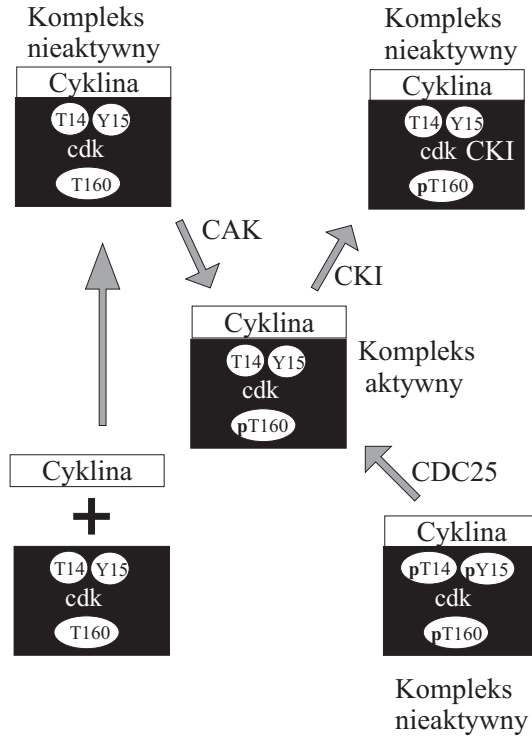 Kompleks
nieaktywny
Cyklina
T14 Y15
cdk
T160
Kompleks
nieaktywny
Cyklina
T14 Y15
cdk CKI
pT160
CAK
CKI
Cyklina
T14 Y15
cdk
pT160
Kompleks
aktywny
CDC25
Cyklina
+
T14 Y15
cdk
T160
Cyklina
pT14 pY15
cdk
pT160
Kompleks
nieaktywny